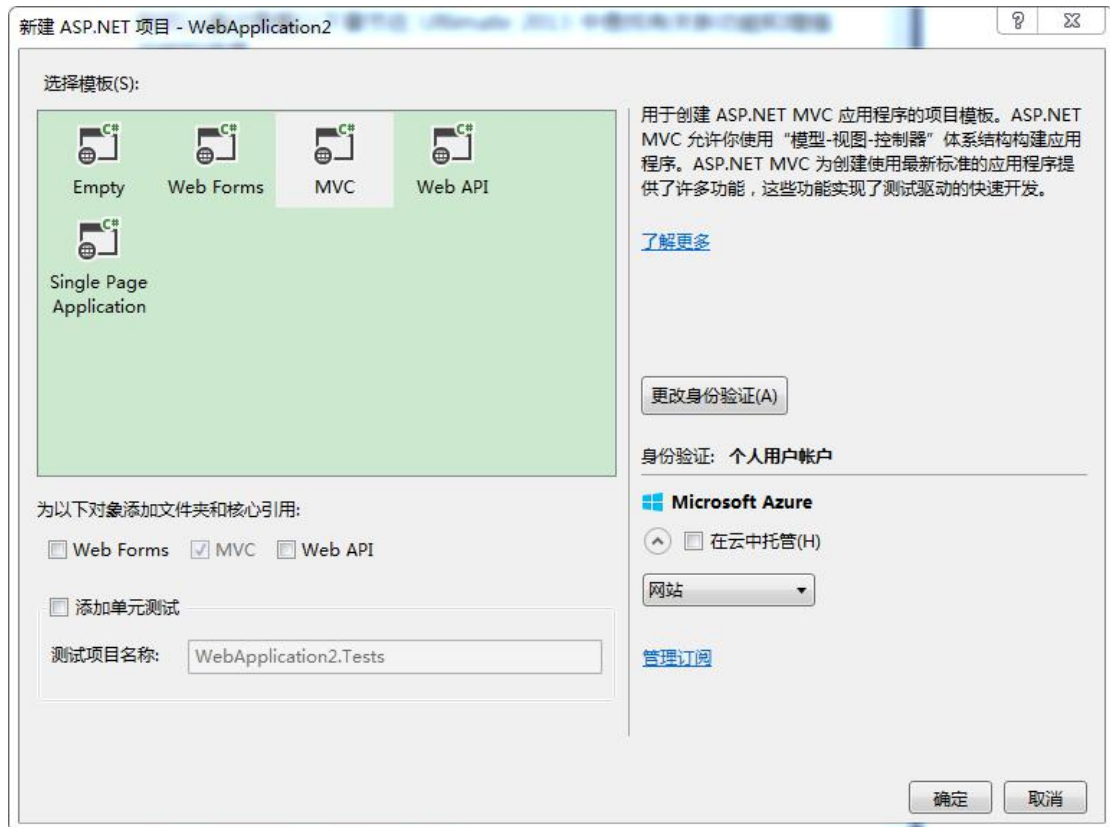 新建 ASP.NET 项目 - WebApplication2
选择模板(S):
C#
Empty
C#
Web Forms
C#
MVC
C#
Web API
C#
Single Page
Application
用于创建 ASP.NET MVC 应用程序的项目模板。ASP.NET
MVC 允许你使用“模型-视图-控制器”体系结构构建应用
程序。ASP.NET MVC 为创建使用最新标准的应用程序提
供了许多功能，这些功能实现了测试驱动的快速开发。
了解更多
更改身份验证(A)
身份验证: 个人用户帐户
Microsoft Azure
在云中托管(H)
网站
管理订阅
为以下对象添加文件夹和核心引用:
Web Forms MVC Web API
添加单元测试
测试项目名称: WebApplication2.Tests
确定 取消